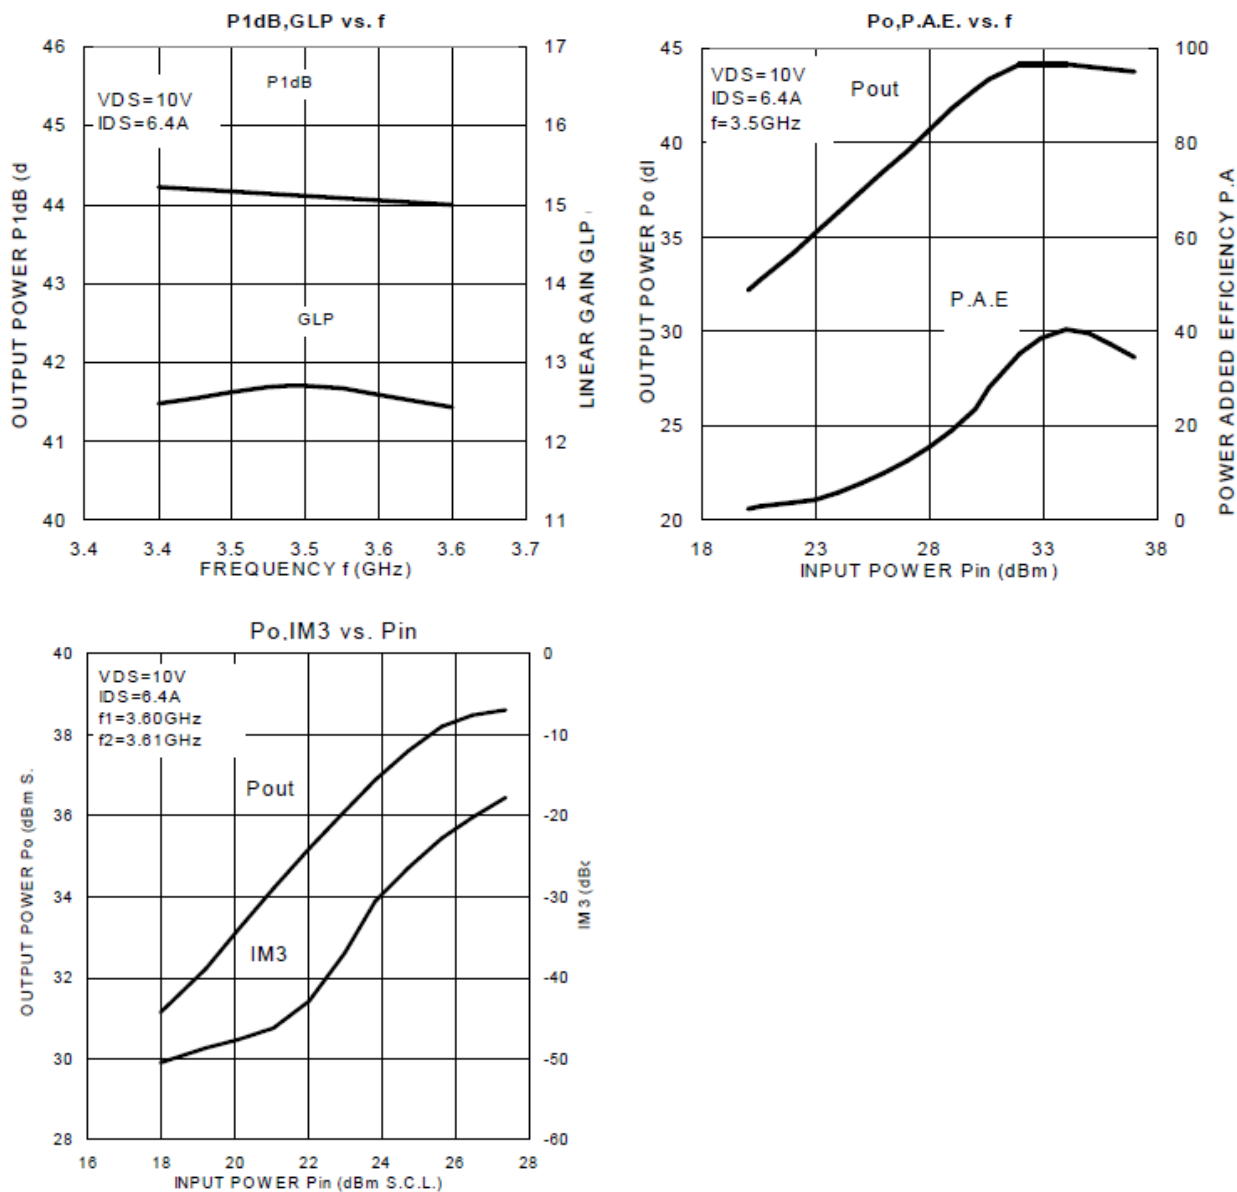 P1dB,GLP vs. f
46
45
44
43
42
41
40
17
16
15
14
13
12
11
P1dB
VDS=10V
IDS=6.4A
GLP
OUTPUT POWER P1dB (d
LINEAR GAIN GLP
3.4 3.4 3.5 3.5 3.6 3.6 3.7
FREQUENCY f (GHz)
Po,P.A.E. vs. f
45
40
35
30
25
20
100
80
60
40
20
0
VDS=10V
IDS=6.4A
f=3.5GHz
Pout
P.A.E
OUTPUT POWER Po (dl
POWER ADDED EFFICIENCY P.A
18 23 28 33 38
INPUT POWER Pin (dBm)
Po,IM3 vs. Pin
40
38
36
34
32
30
28
0
-10
-20
-30
-40
-50
-60
VDS=10V
IDS=6.4A
f1=3.60GHz
f2=3.61GHz
Pout
IM3
OUTPUT POWER Po (dBm S.
IM3 (dBc
16 18 20 22 24 26 28
INPUT POWER Pin (dBm S.C.L.)